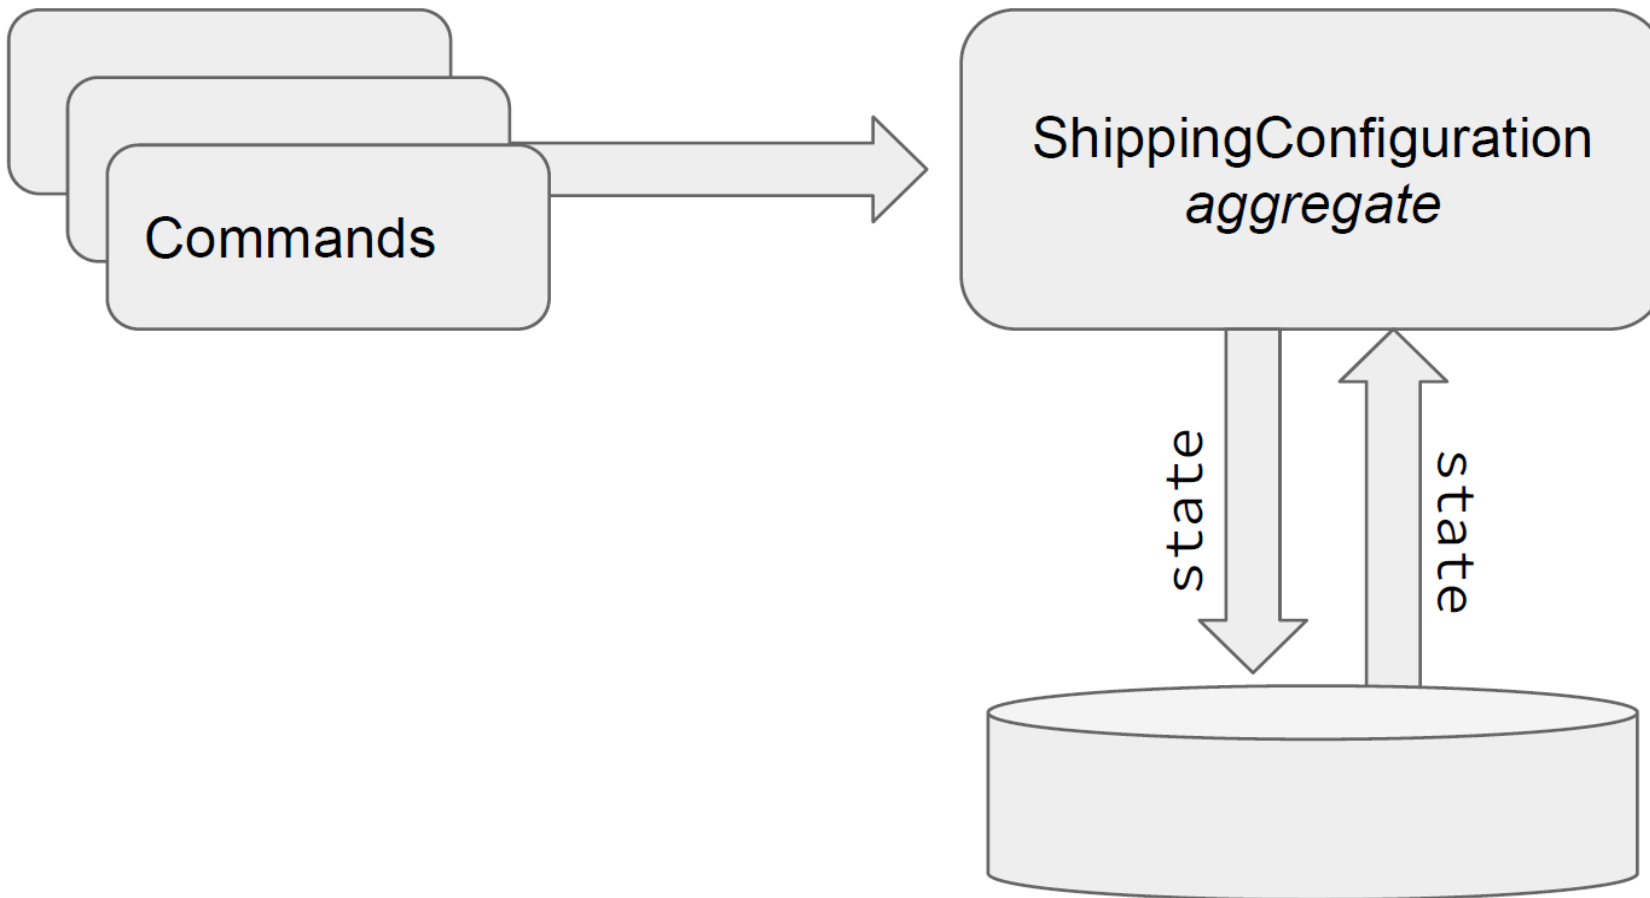 Commands
ShippingConfiguration
aggregate
state
state